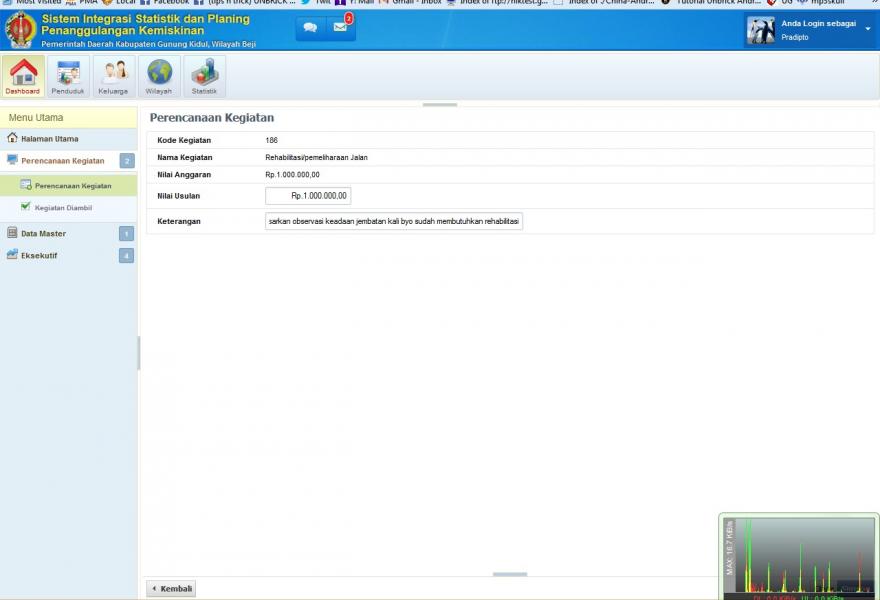 Most Visited PMA Local Facebook (tips n trick) UNBRICK ... Twit Y! Mail Gmail - Inbox Index of ftp://hiktes1.g... Index of /China-Andr... Tutorial Unbrick Andr... UG mp3skull
Sistem Integrasi Statistik dan Planing
Penanggulangan Kemiskinan
Pemerintah Daerah Kabupaten Gunung Kidul, Wilayah Beji
2
Anda Login sebagai
Pradipto
Dashboard Penduduk Keluarga Wilayah Statistik
Menu Utama
Halaman Utama
Perencanaan Kegiatan 2
Perencanaan Kegiatan
Kegiatan Diambil
Data Master 1
Eksekutif 4
Perencanaan Kegiatan
Kode Kegiatan 186
Nama Kegiatan Rehabilitasi/pemeliharaan Jalan
Nilai Anggaran Rp.1.000.000,00
Nilai Usulan Rp.1.000.000,00
Keterangan sarkan observasi keadaan jembatan kali byo sudah membutuhkan rehabilitasi
Kembali
MAX: 16.7 KiB/s
DL: 0.0 KiB/s UL: 0.0 KiB/s